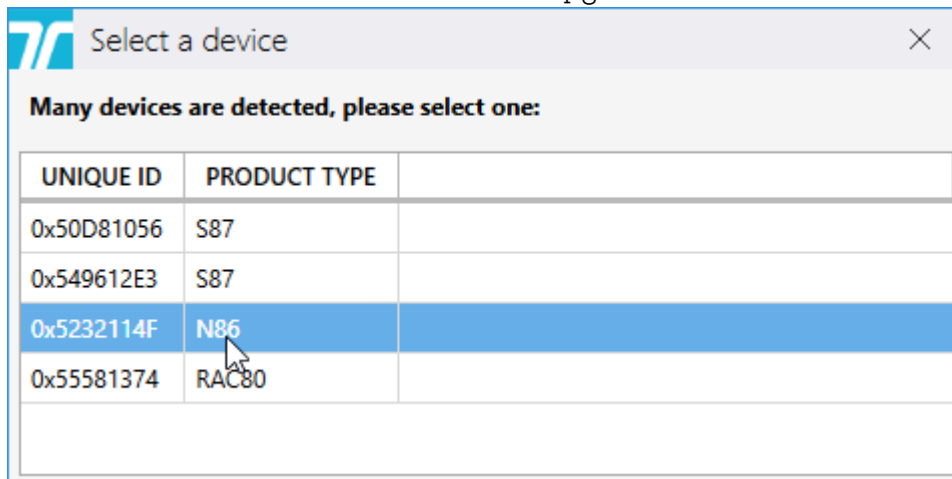 Select a device
Many devices are detected, please select one:
UNIQUE ID PRODUCT TYPE
0x50D81056 S87
0x549612E3 S87
0x5232114F N86
0x55581374 RAC80